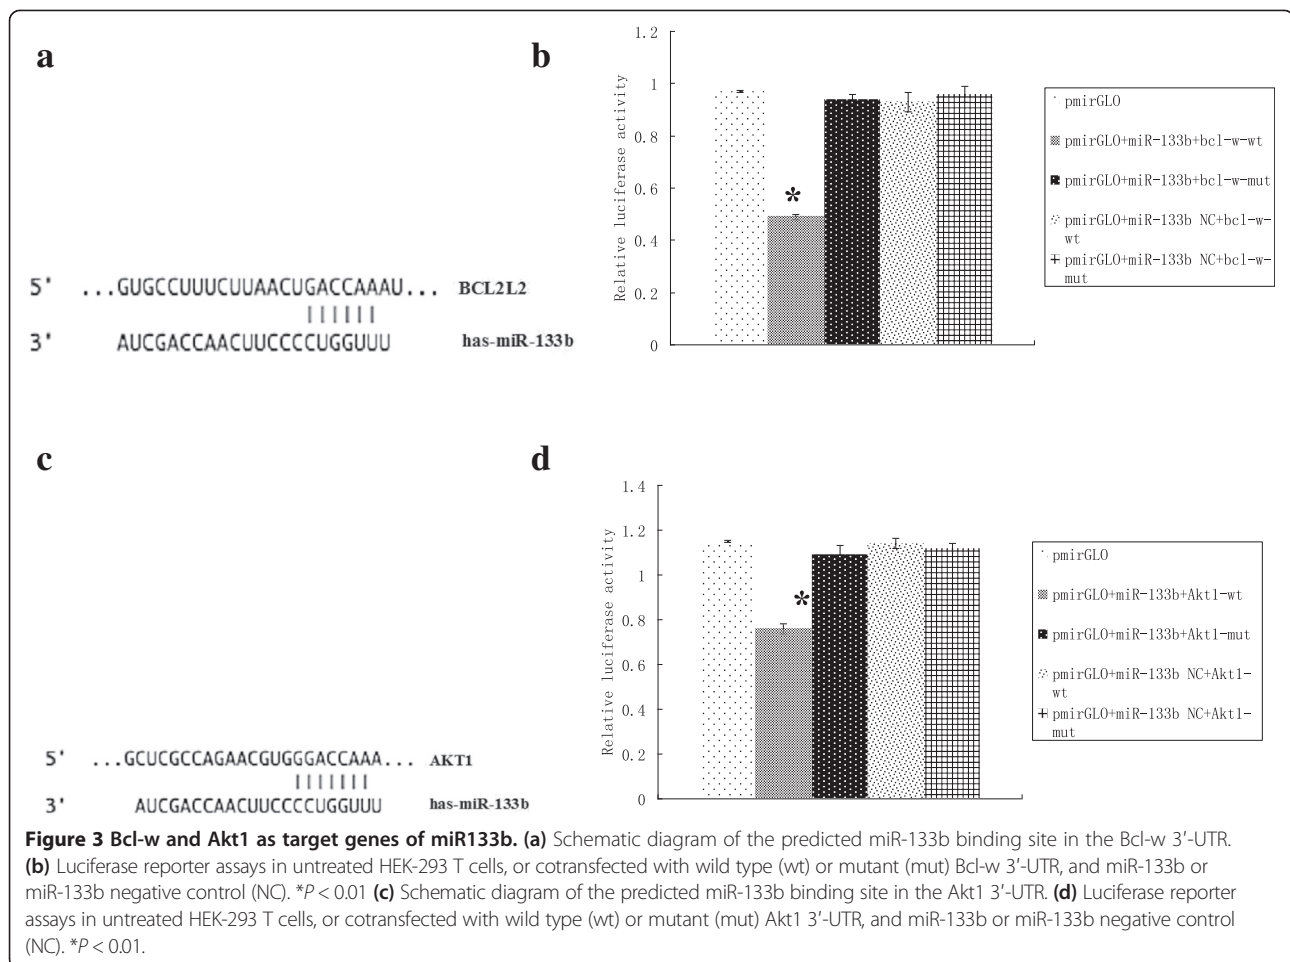 a
5' ...GUGCCUUUCUUAACUGACCAAAU... BCL2L2
3' AUCGACCAACUUCCCCUGGUUU has-miR-133b
b
Relative luciferase activity
1.2
1
0.8
0.6
0.4
0.2
0
*
pmirGLO
pmirGLO+miR-133b+bcl-w-wt
pmirGLO+miR-133b+bcl-w-mut
pmirGLO+miR-133b NC+bcl-w-
wt
pmirGLO+miR-133b NC+bcl-w-
mut
c
5' ...GCUCGCCAGAACGUGGGACCAAA... AKT1
3' AUCGACCAACUUCCCCUGGUUU has-miR-133b
d
Relative luciferase activity
1.4
1.2
1
0.8
0.6
0.4
0.2
0
*
pmirGLO
pmirGLO+miR-133b+Akt1-wt
pmirGLO+miR-133b+Akt1-mut
pmirGLO+miR-133b NC+Akt1-
wt
pmirGLO+miR-133b NC+Akt1-
mut
Figure 3 Bcl-w and Akt1 as target genes of miR133b. (a) Schematic diagram of the predicted miR-133b binding site in the Bcl-w 3′-UTR.
(b) Luciferase reporter assays in untreated HEK-293 T cells, or cotransfected with wild type (wt) or mutant (mut) Bcl-w 3′-UTR, and miR-133b or
miR-133b negative control (NC). *P < 0.01 (c) Schematic diagram of the predicted miR-133b binding site in the Akt1 3′-UTR. (d) Luciferase reporter
assays in untreated HEK-293 T cells, or cotransfected with wild type (wt) or mutant (mut) Akt1 3′-UTR, and miR-133b or miR-133b negative control
(NC). *P < 0.01.